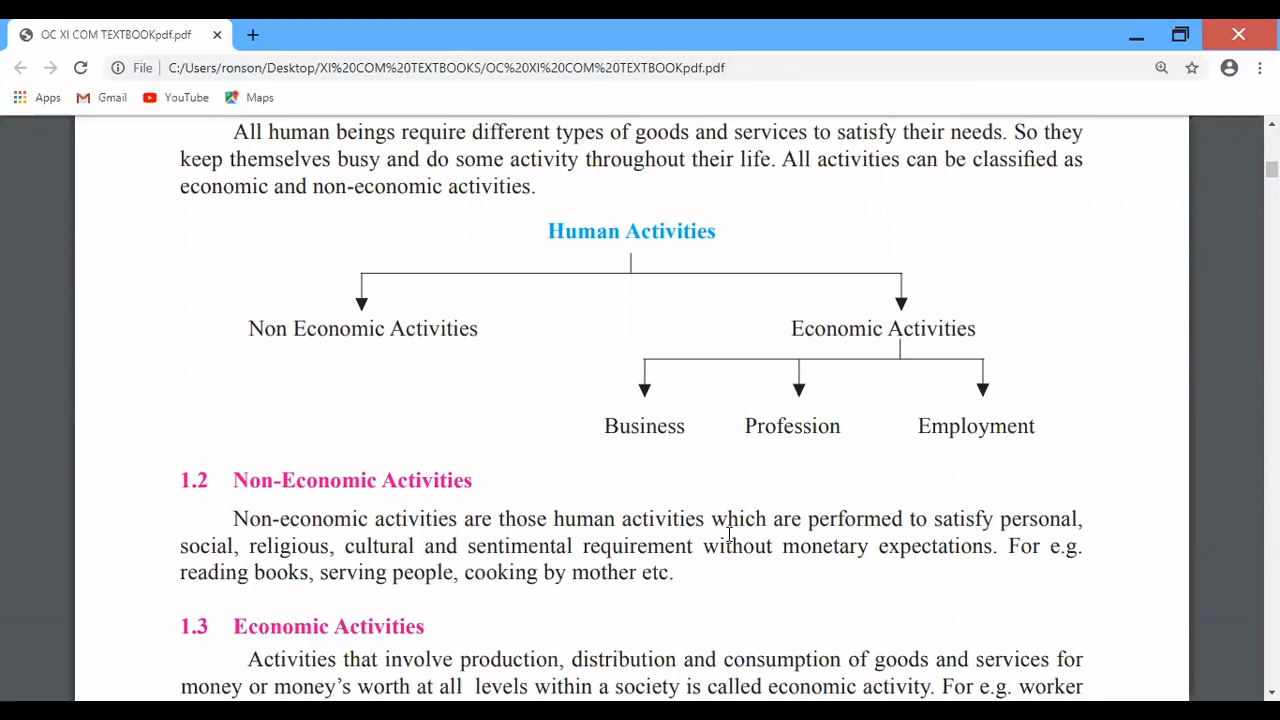 OC XI COM TEXTBOOKpdf.pdf
File C:/Users/ronson/Desktop/XI%20COM%20TEXTBOOKS/OC%20XI%20COM%20TEXTBOOKpdf.pdf
Apps Gmail YouTube Maps
All human beings require different types of goods and services to satisfy their needs. So they
keep themselves busy and do some activity throughout their life. All activities can be classified as
economic and non-economic activities.
Human Activities
Non Economic Activities Economic Activities
Business Profession Employment
1.2 Non-Economic Activities
Non-economic activities are those human activities which are performed to satisfy personal,
social, religious, cultural and sentimental requirement without monetary expectations. For e.g.
reading books, serving people, cooking by mother etc.
1.3 Economic Activities
Activities that involve production, distribution and consumption of goods and services for
money or money’s worth at all levels within a society is called economic activity. For e.g. worker